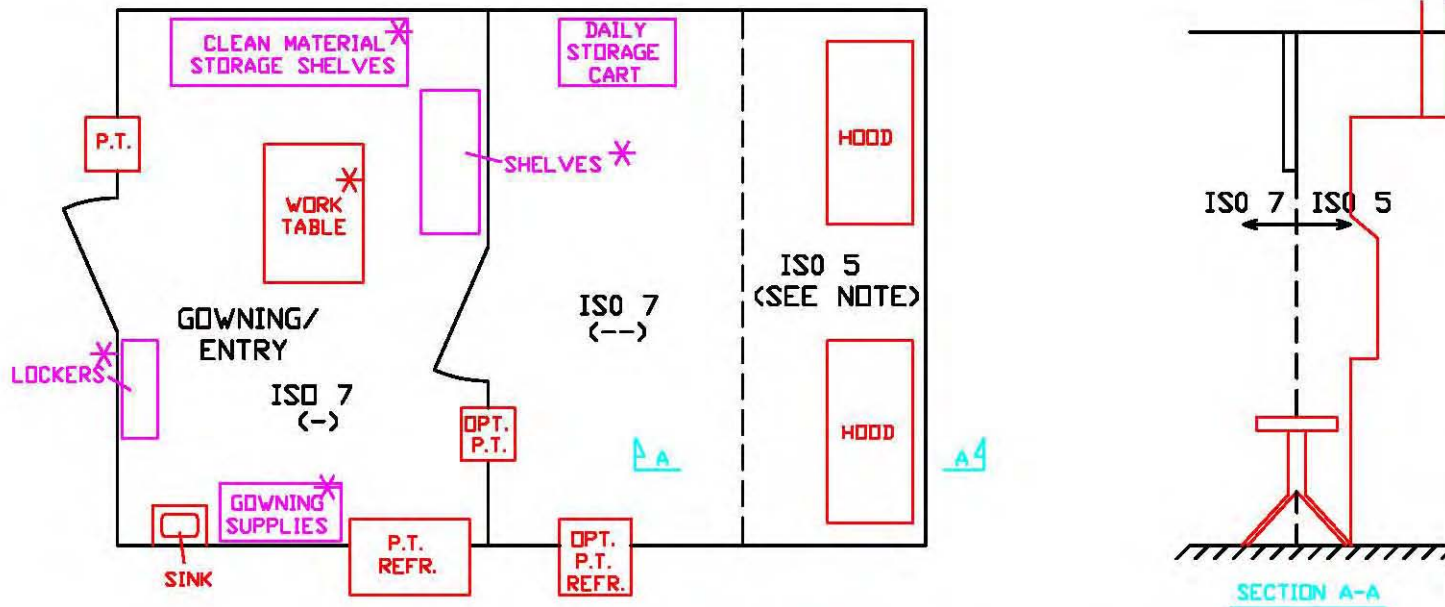 CLEAN MATERIAL
STORAGE SHELVES
DAILY
STORAGE
CART
P.T.
HOOD
SHELVES
WORK
TABLE
ISO 7 ISO 5
ISO 5
(SEE NOTE)
ISO 7
(--)
GOWNING/
ENTRY
LOCKERS
ISO 7
(-)
OPT.
P.T.
HOOD
A
A
GOWNING
SUPPLIES
P.T.
REFR.
OPT.
P.T.
REFR.
SINK
SECTION A-A